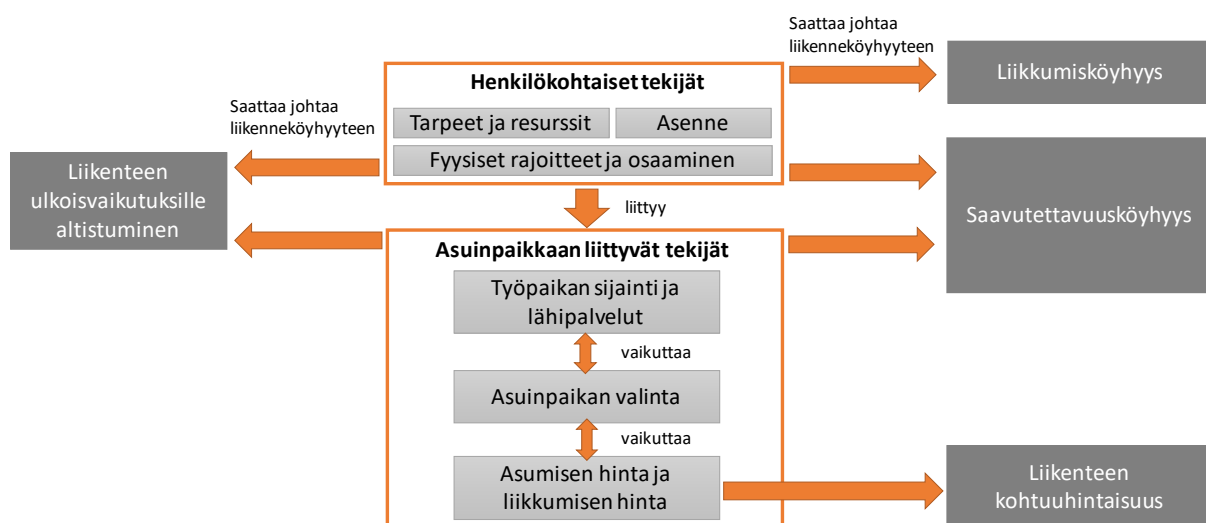 Saattaa johtaa
liikenneköyhyyteen
Liikkumisköyhyys
Henkilökohtaiset tekijät
Saattaa johtaa
liikenneköyhyyteen
Tarpeet ja resurssit
Asenne
Fyysiset rajoitteet ja osaaminen
Liikenteen
ulkoisvaikutuksille
altistuminen
liittyy
Saavutettavuusköyhyys
Asuinpaikkaan liittyvät tekijät
Työpaikan sijainti ja
lähipalvelut
vaikuttaa
Asuinpaikan valinta
vaikuttaa
Asumisen hinta ja
liikkumisen hinta
Liikenteen
kohtuuhintaisuus